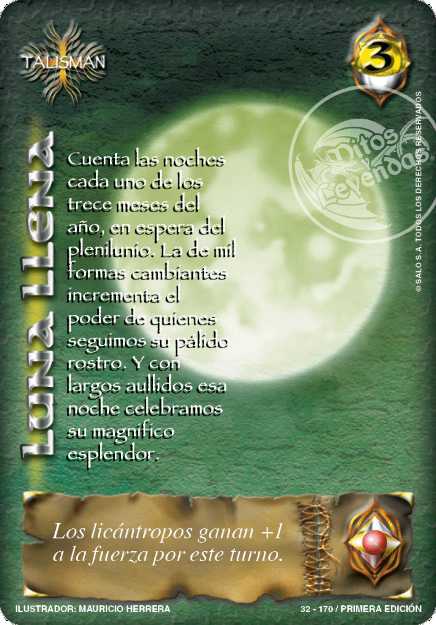 TALISMAN
3
Mitos y Leyendas
© SALO S.A. TODOS LOS DERECHOS RESERVADOS
LUNA LLENA
Cuenta las noches
cada uno de los
trece meses del
año, en espera del
plenilunio. La de mil
formas cambiantes
incrementa el
poder de quienes
seguimos su pálido
rostro. Y con
largos aullidos esa
noche celebramos
su magnífico
esplendor.
Los licántropos ganan +1
a la fuerza por este turno.
ILUSTRADOR: MAURICIO HERRERA
32 - 170 / PRIMERA EDICIÓN